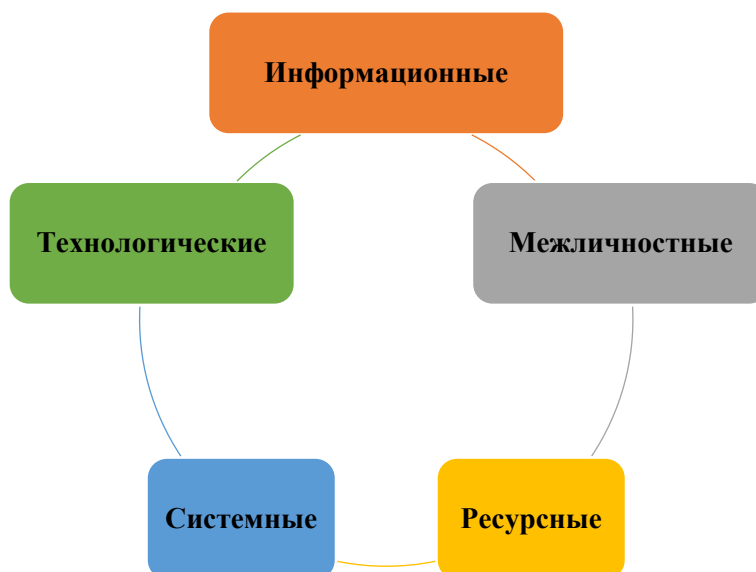 Информационные
Технологические
Межличностные
Системные
Ресурсные